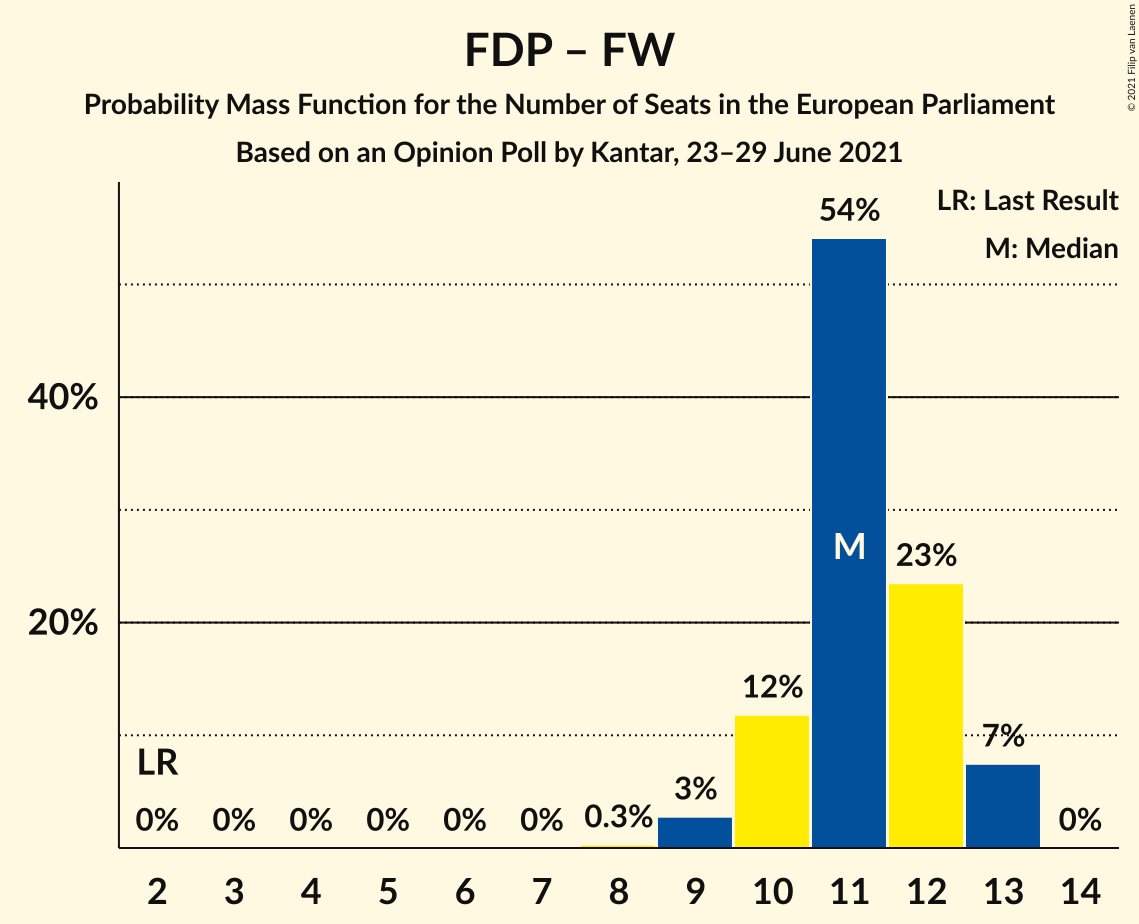 FDP – FW
Probability Mass Function for the Number of Seats in the European Parliament
Based on an Opinion Poll by Kantar, 23–29 June 2021
© 2021 Filip van Laenen
LR: Last Result
M: Median
54%
40%
M
23%
20%
12%
7%
LR
3%
0% 0% 0% 0% 0% 0% 0.3% 0%
2 3 4 5 6 7 8 9 10 11 12 13 14